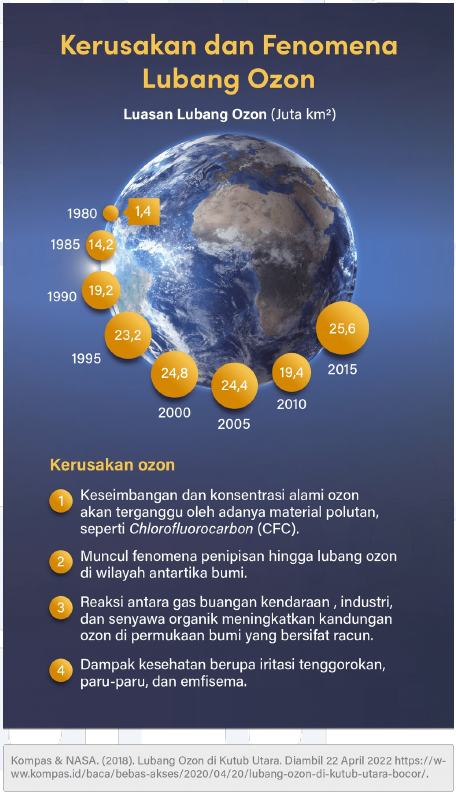 Kerusakan dan Fenomena
Lubang Ozon
Luasan Lubang Ozon (Juta km²)
1980 1,4
1985 14,2
1990 19,2
1995 23,2
2000 24,8
2005 24,4
2010 19,4
2015 25,6
Kerusakan ozon
1 Keseimbangan dan konsentrasi alami ozon
akan terganggu oleh adanya material polutan,
seperti Chlorofluorocarbon (CFC).
2 Muncul fenomena penipisan hingga lubang ozon
di wilayah antartika bumi.
3 Reaksi antara gas buangan kendaraan , industri,
dan senyawa organik meningkatkan kandungan
ozon di permukaan bumi yang bersifat racun.
4 Dampak kesehatan berupa iritasi tenggorokan,
paru-paru, dan emfisema.
Kompas & NASA. (2018). Lubang Ozon di Kutub Utara. Diambil 22 April 2022 https://w-
ww.kompas.id/baca/bebas-akses/2020/04/20/lubang-ozon-di-kutub-utara-bocor/.